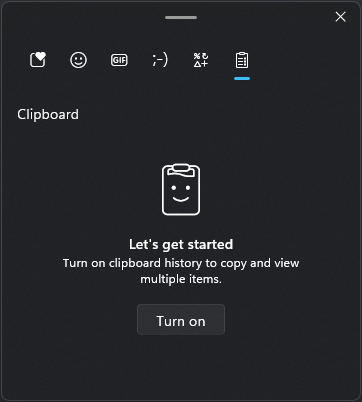 GIF
;-)
Clipboard
Let's get started
Turn on clipboard history to copy and view
multiple items.
Turn on